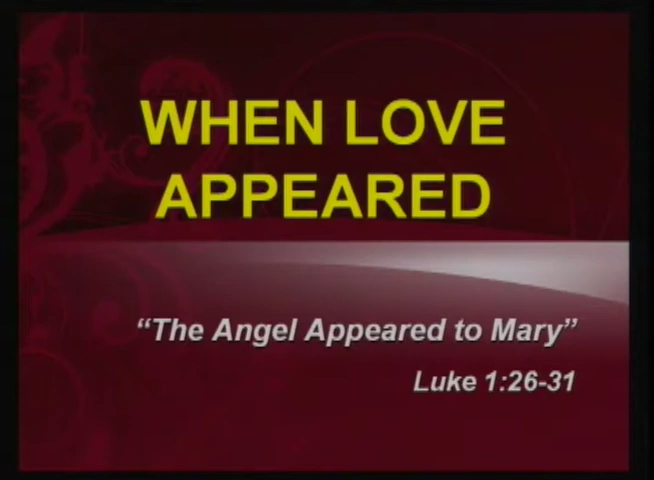 WHEN LOVE
APPEARED
“The Angel Appeared to Mary”
Luke 1:26-31